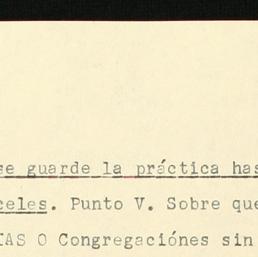 se guarde la práctica has
celes. Punto V. Sobre que
IAS O Congregaciónes sin